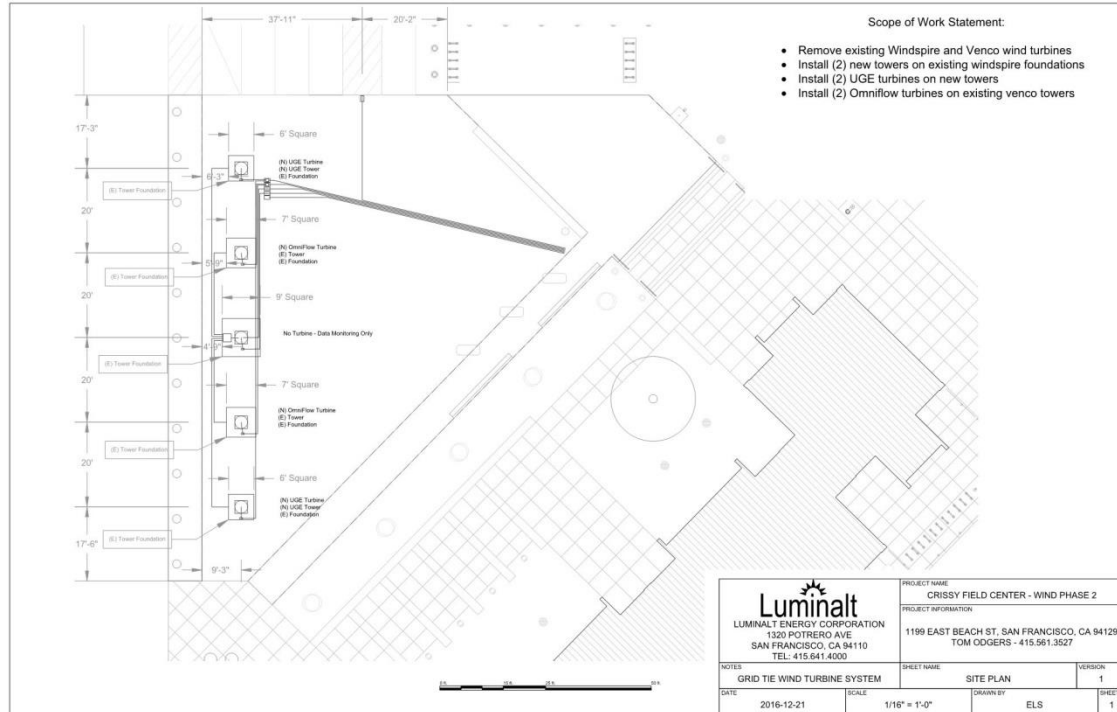 37'-11"
20'-2"
Scope of Work Statement:
• Remove existing Windspire and Venco wind turbines
• Install (2) new towers on existing windspire foundations
• Install (2) UGE turbines on new towers
• Install (2) Omniflow turbines on existing venco towers
17'-3"
6' Square
(N) UGE Turbine
(N) UGE Tower
(E) Foundation
6'-3"
(E) Tower Foundation
20'
7' Square
(N) OmniFlow Turbine
(E) Tower
(E) Foundation
5'-9"
(E) Tower Foundation
20'
9' Square
No Turbine - Data Monitoring Only
4'-9"
(E) Tower Foundation
20'
7' Square
(N) OmniFlow Turbine
(E) Tower
(E) Foundation
(E) Tower Foundation
20'
6' Square
(N) UGE Turbine
(N) UGE Tower
(E) Foundation
(E) Tower Foundation
17'-6"
9'-3"
Luminalt
LUMINALT ENERGY CORPORATION
1320 POTRERO AVE
SAN FRANCISCO, CA 94110
TEL: 415.641.4000
PROJECT NAME
CRISSY FIELD CENTER - WIND PHASE 2
PROJECT INFORMATION
1199 EAST BEACH ST, SAN FRANCISCO, CA 94129
TOM ODGERS - 415.561.3527
NOTES
GRID TIE WIND TURBINE SYSTEM
SHEET NAME
SITE PLAN
VERSION
1
DATE
2016-12-21
SCALE
1/16" = 1'-0"
DRAWN BY
ELS
SHEET
1